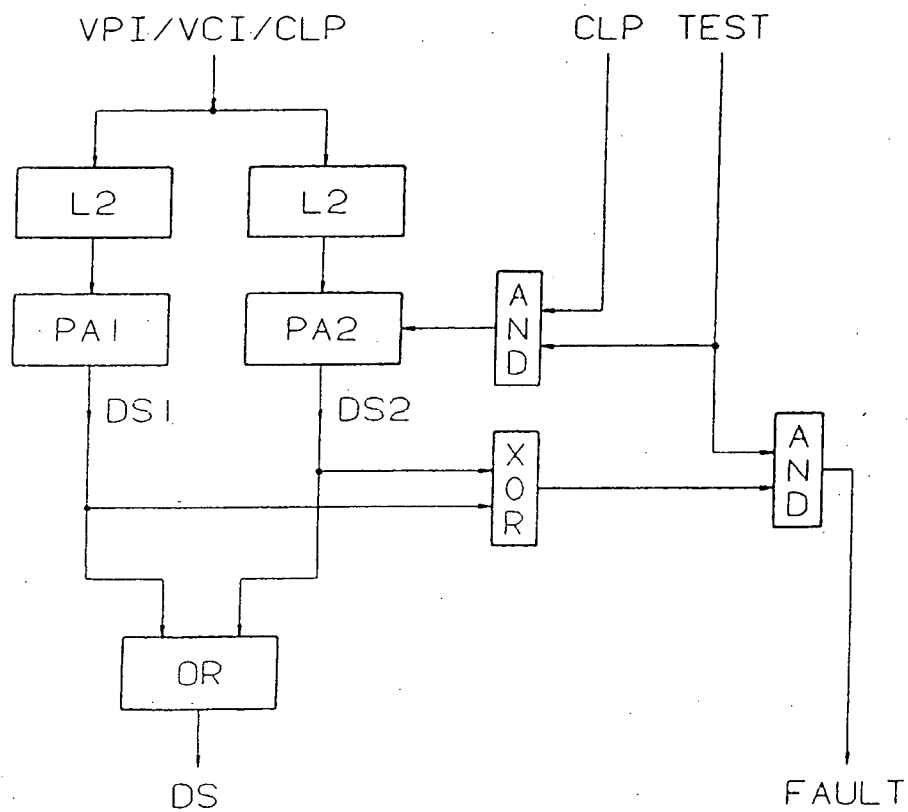 VPI/VCI/CLP
CLP TEST
L2
L2
PA1
PA2
AND
DS1
DS2
XOR
AND
OR
DS
FAULT